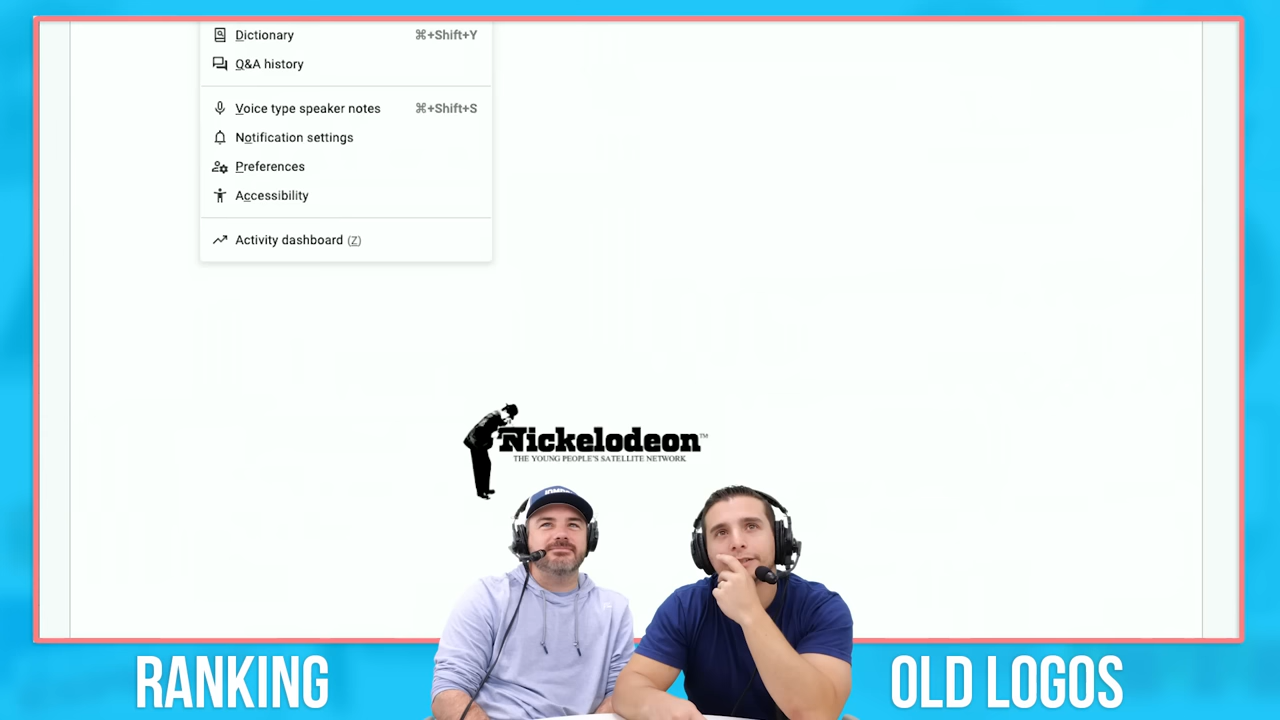 Dictionary ⌘+Shift+Y
Q&A history
Voice type speaker notes ⌘+Shift+S
Notification settings
Preferences
Accessibility
Activity dashboard (Z)
Nickelodeon™
THE YOUNG PEOPLE'S SATELLITE NETWORK
RANKING
OLD LOGOS